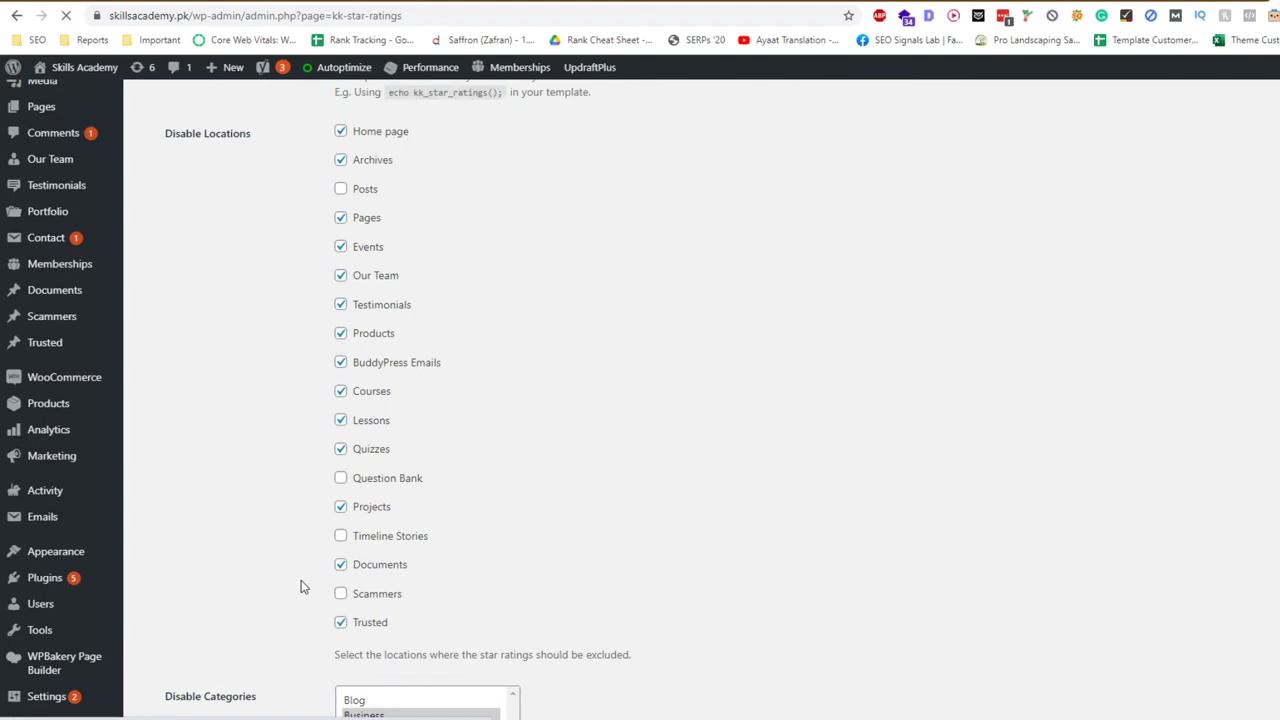 skillsacademy.pk/wp-admin/admin.php?page=kk-star-ratings
ABP
34
D
1
M
IQ
SEO
Reports
Important
Core Web Vitals: W...
Rank Tracking - Go...
Saffron (Zafran) - 1...
Rank Cheat Sheet -...
SERPs '20
Ayaat Translation -...
SEO Signals Lab | Fa...
Pro Landscaping Sa...
Template Customer...
Theme Cust
Skills Academy
6
1
New
3
Autoptimize
Performance
Memberships
UpdraftPlus
Media
Pages
Comments 1
Our Team
Testimonials
Portfolio
Contact 1
Memberships
Documents
Scammers
Trusted
WooCommerce
Products
Analytics
Marketing
Activity
Emails
Appearance
Plugins 5
Users
Tools
WPBakery Page
Builder
Settings 2
E.g. Using echo kk_star_ratings(); in your template.
Disable Locations
Home page
Archives
Posts
Pages
Events
Our Team
Testimonials
Products
BuddyPress Emails
Courses
Lessons
Quizzes
Question Bank
Projects
Timeline Stories
Documents
Scammers
Trusted
Select the locations where the star ratings should be excluded.
Disable Categories
Blog
Business